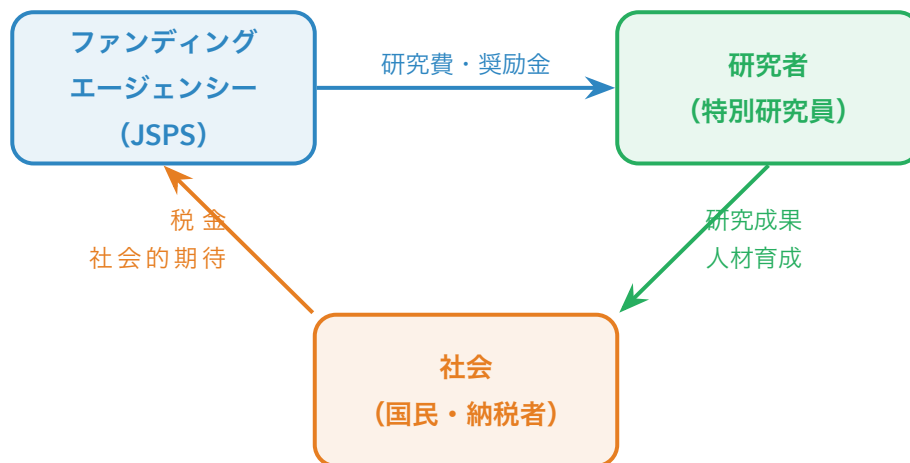 ファンディング
エージェンシー
（JSPS）
研究費・奨励金
研究者
（特別研究員）
税金
社会的期待
研究成果
人材育成
社会
（国民・納税者）